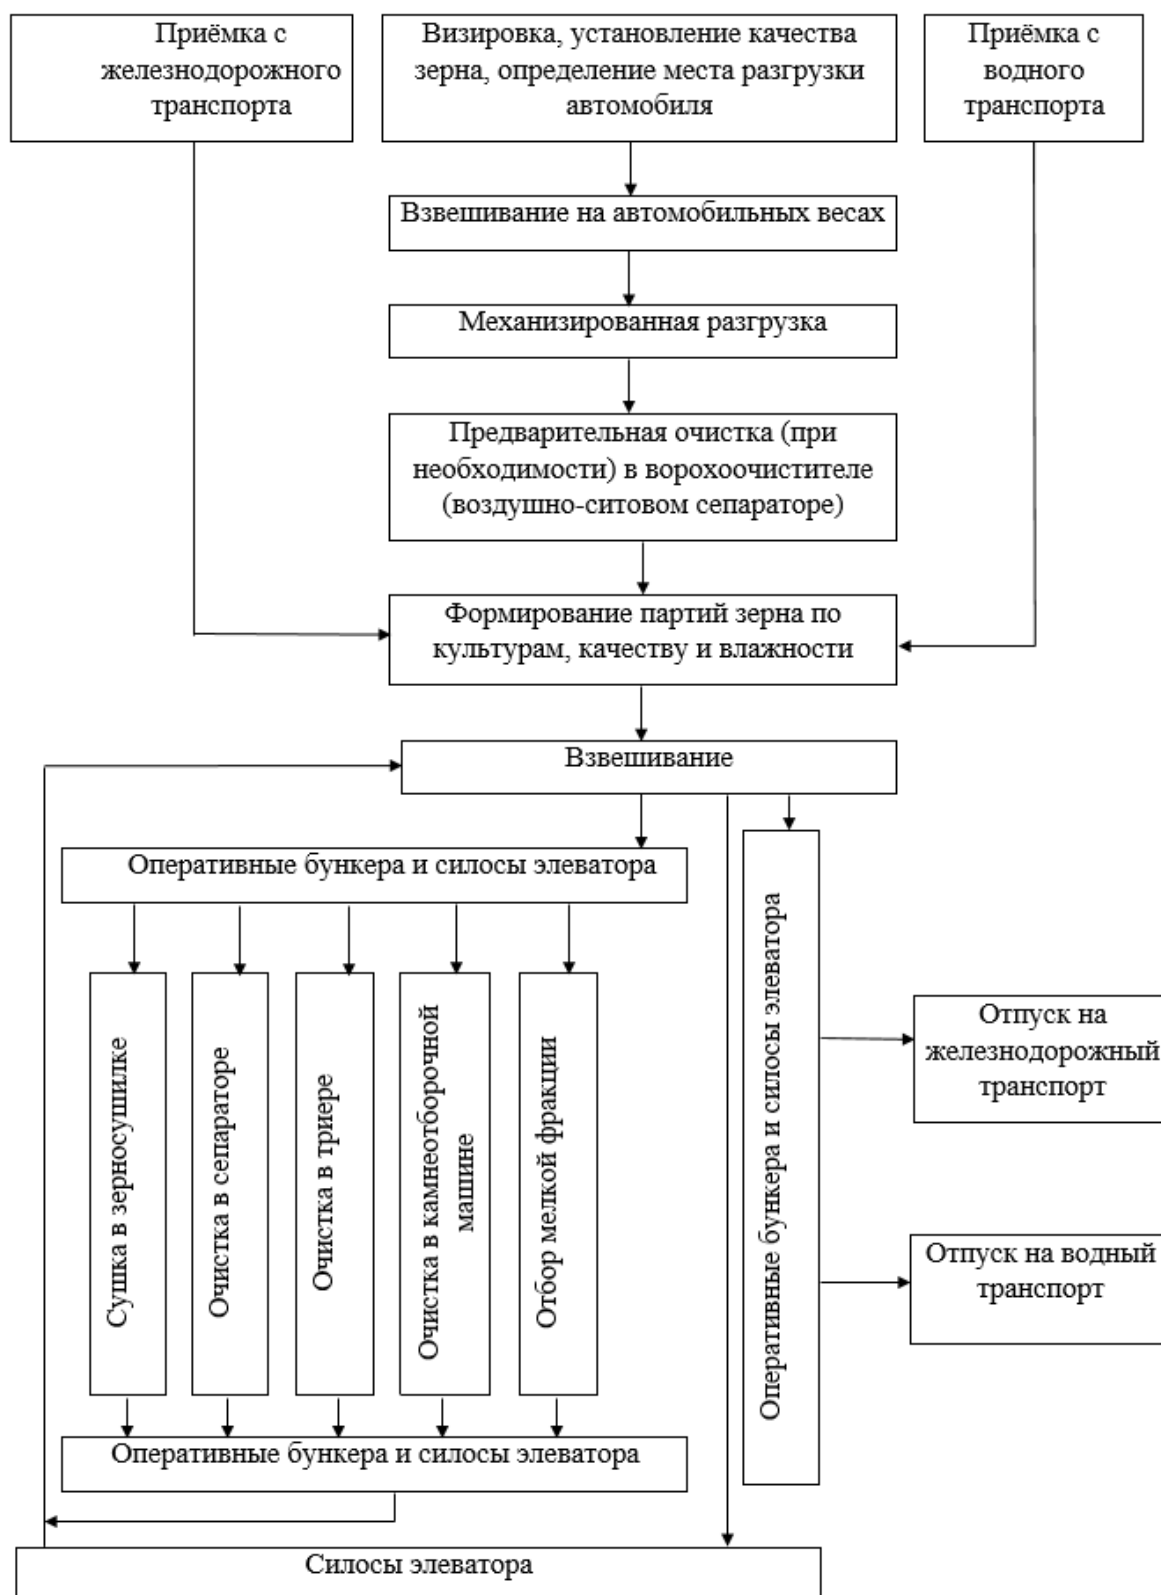 Приёмка с
железнодорожного
транспорта
Визировка, установление качества
зерна, определение места разгрузки
автомобиля
Приёмка с
водного
транспорта
Взвешивание на автомобильных весах
Механизированная разгрузка
Предварительная очистка (при
необходимости) в ворохоочистителе
(воздушно-ситовом сепараторе)
Формирование партий зерна по
культурам, качеству и влажности
Взвешивание
Оперативные бункера и силосы элеватора
Сушка в зерносушилке
Очистка в сепараторе
Очистка в триере
Очистка в камнеотборочной
машине
Отбор мелкой фракции
Оперативные бункера и силосы элеватора
Отпуск на
железнодорожный
транспорт
Отпуск на водный
транспорт
Оперативные бункера и силосы элеватора
Силосы элеватора